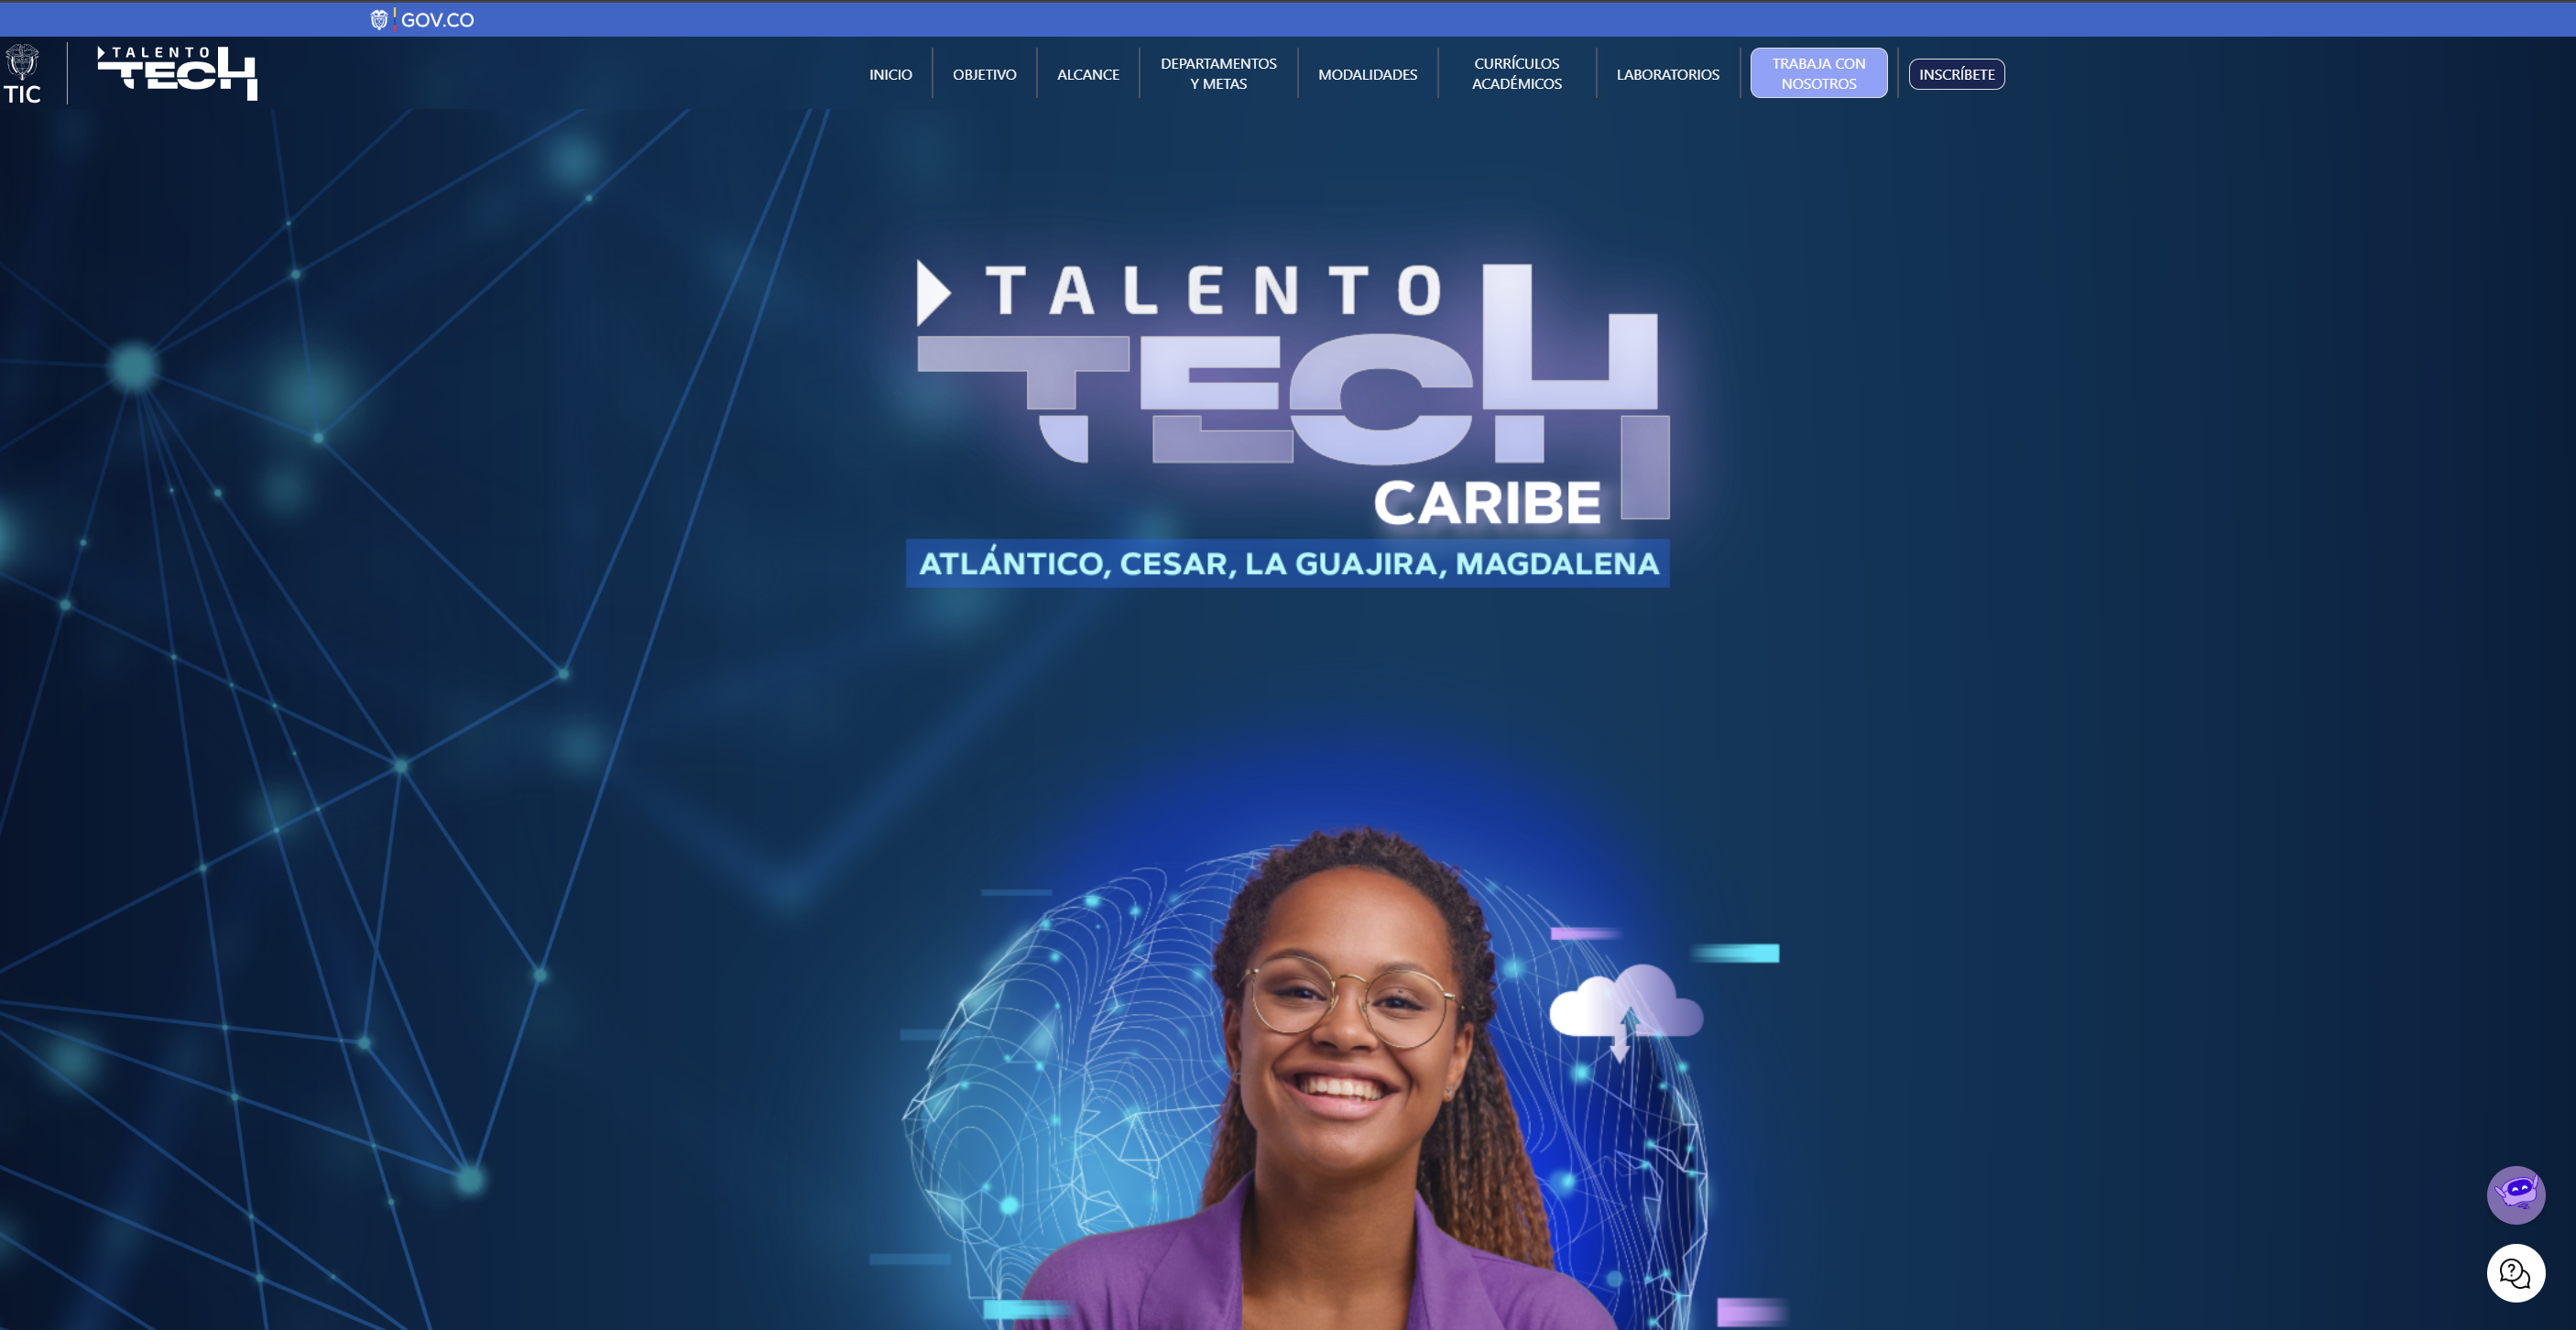 GOV.CO
TIC
TALENTO
TECH
INICIO
OBJETIVO
ALCANCE
DEPARTAMENTOS
Y METAS
MODALIDADES
CURRÍCULOS
ACADÉMICOS
LABORATORIOS
TRABAJA CON
NOSOTROS
INSCRÍBETE
TALENTO
TECH
CARIBE
ATLÁNTICO, CESAR, LA GUAJIRA, MAGDALENA